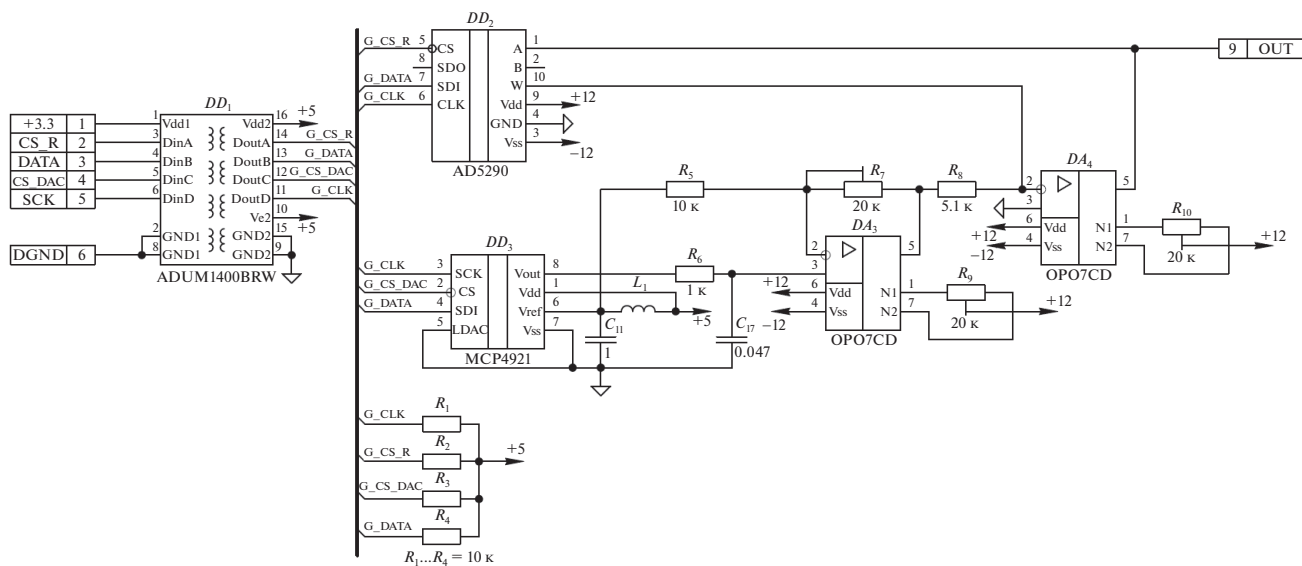 DD₂
G_CS_R 5 CS A 1
9 OUT
8 SDO B 2
G_DATA 7 SDI W 10
G_CLK 6 CLK Vdd 9 +12
GND 4
Vss 3 −12
AD5290
DD₁
+3.3 1
CS_R 2
DATA 3
CS_DAC 4
SCK 5
DGND 6
1 Vdd1 Vdd2 16 +5
3 DinA DoutA 14 G_CS_R
4 DinB DoutB 13 G_DATA
5 DinC DoutC 12 G_CS_DAC
6 DinD DoutD 11 G_CLK
Ve2 10 +5
2 GND1 GND2 15
8 GND1 GND2 9
ADUM1400BRW
R₅
10 к
R₇
20 к
R₈
5.1 к
DA₄
2 5
3
+12 6 Vdd N1 1
−12 4 Vss N2 7
OPO7CD
R₁₀
20 к
+12
DA₃
2 5
3
+12 6 Vdd N1 1
−12 4 Vss N2 7
OPO7CD
R₉
20 к
+12
DD₃
G_CLK 3 SCK Vout 8
G_CS_DAC 2 CS Vdd 1
G_DATA 4 SDI Vref 6
5 LDAC Vss 7
MCP4921
R₆
1 к
L₁
+5
C₁₁
1
C₁₇
0.047
G_CLK R₁
G_CS_R R₂
+5
G_CS_DAC R₃
G_DATA R₄
R₁...R₄ = 10 к